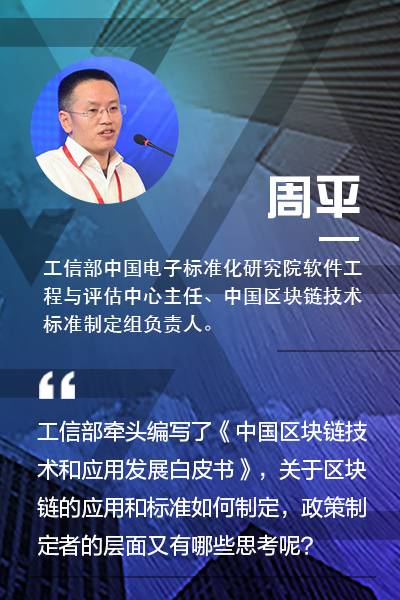 周平
工信部中国电子标准化研究院软件工
程与评估中心主任、中国区块链技术
标准制定组负责人。
“
工信部牵头编写了《中国区块链技
术和应用发展白皮书》，关于区块
链的应用和标准如何制定，政策制
定者的层面又有哪些思考呢？